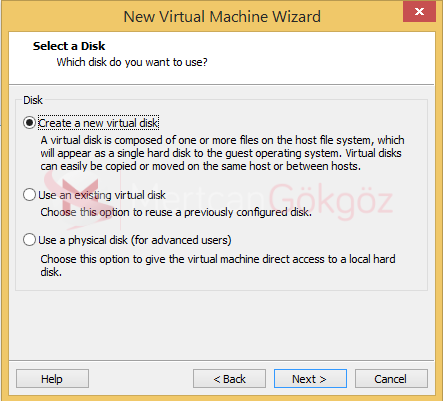 New Virtual Machine Wizard
Select a Disk
Which disk do you want to use?
Disk
Create a new virtual disk
A virtual disk is composed of one or more files on the host file system, which
will appear as a single hard disk to the guest operating system. Virtual disks
can easily be copied or moved on the same host or between hosts.
Use an existing virtual disk
MertcanGökgöz
Choose this option to reuse a previously configured disk.
Use a physical disk (for advanced users)
Choose this option to give the virtual machine direct access to a local hard
disk.
Help
< Back
Next >
Cancel